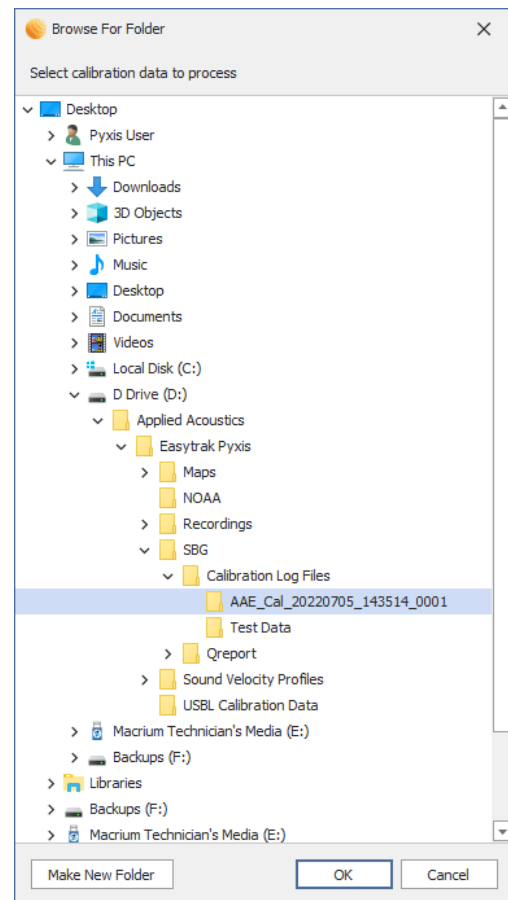 Browse For Folder
Select calibration data to process
Desktop
Pyxis User
This PC
Downloads
3D Objects
Pictures
Music
Desktop
Documents
Videos
Local Disk (C:)
D Drive (D:)
Applied Acoustics
Easytrak Pyxis
Maps
NOAA
Recordings
SBG
Calibration Log Files
AAE_Cal_20220705_143514_0001
Test Data
Qreport
Sound Velocity Profiles
USBL Calibration Data
Macrium Technician's Media (E:)
Backups (F:)
Libraries
Backups (F:)
Macrium Technician's Media (E:)
Make New Folder OK Cancel